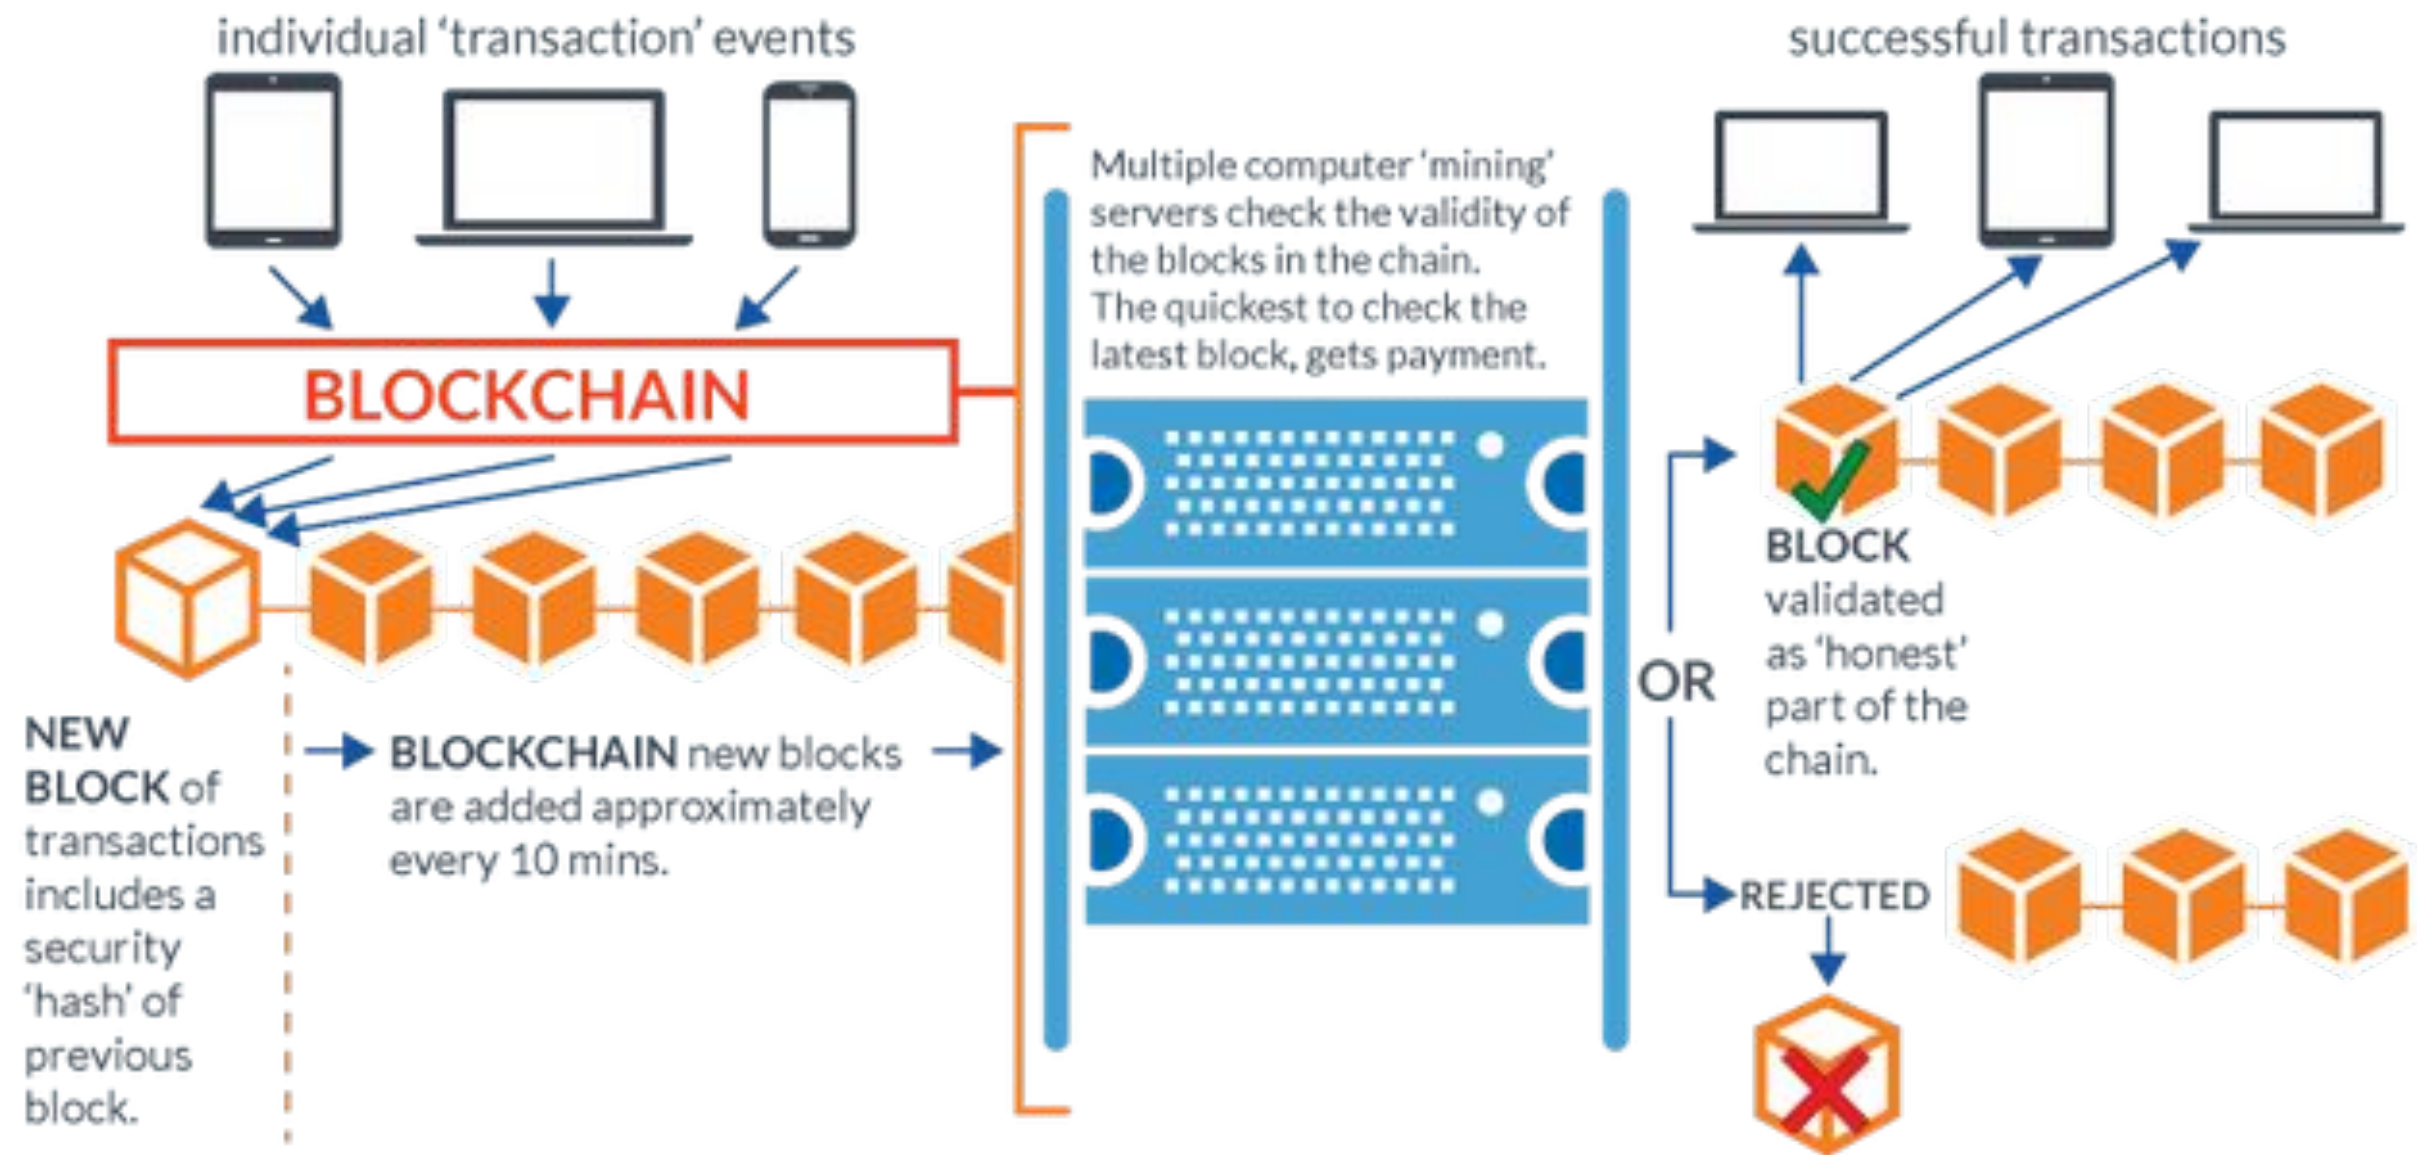 individual ‘transaction’ events
BLOCKCHAIN
NEW
BLOCK of
transactions
includes a
security
‘hash’ of
previous
block.
BLOCKCHAIN new blocks
are added approximately
every 10 mins.
Multiple computer ‘mining’
servers check the validity of
the blocks in the chain.
The quickest to check the
latest block, gets payment.
OR
successful transactions
BLOCK
validated
as ‘honest’
part of the
chain.
REJECTED